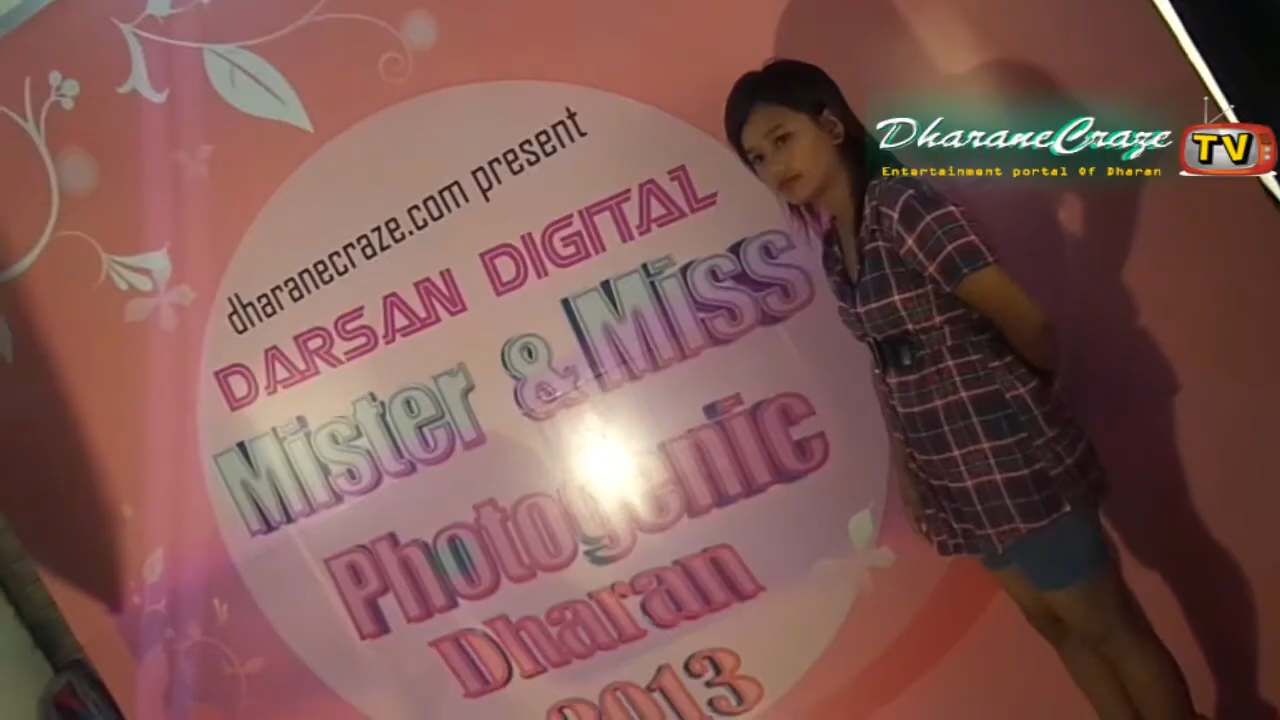 dharanecraze.com present
DARSAN DIGITAL
Mister & Miss
Photogenic
Dharan
2013
DharaneCraze TV
Entertainment portal Of Dharan